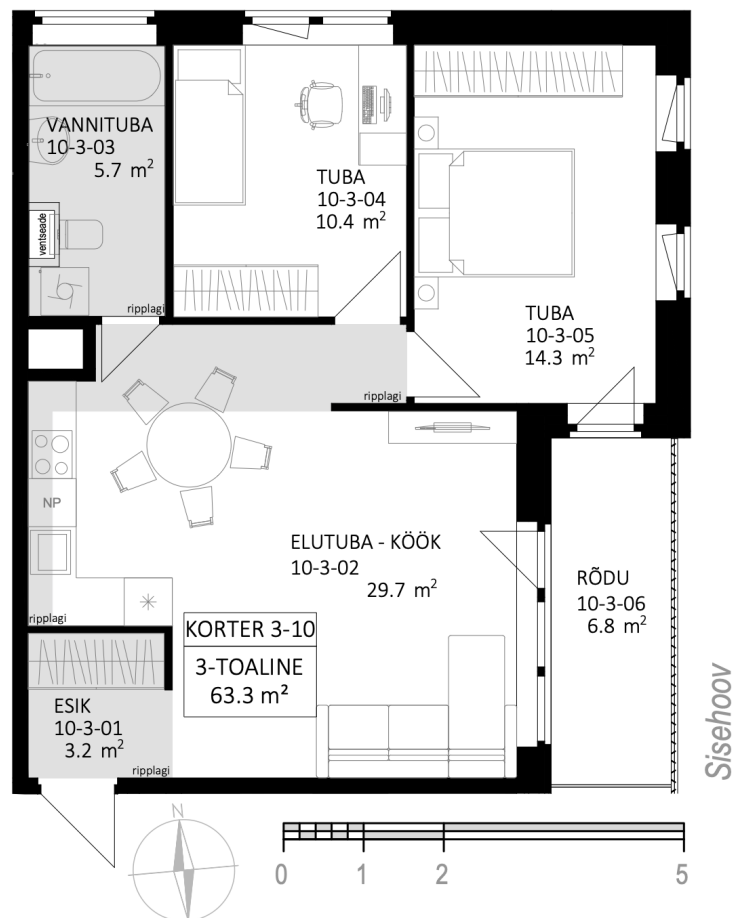 VANNITUBA
10-3-03
5.7 m²
ventseade
ripplagi
TUBA
10-3-04
10.4 m²
TUBA
10-3-05
14.3 m²
ripplagi
NP
ripplagi
ELUTUBA - KÖÖK
10-3-02
29.7 m²
RÕDU
10-3-06
6.8 m²
KORTER 3-10
3-TOALINE
63.3 m²
ESIK
10-3-01
3.2 m²
ripplagi
Sisehoov
N
0 1 2 5